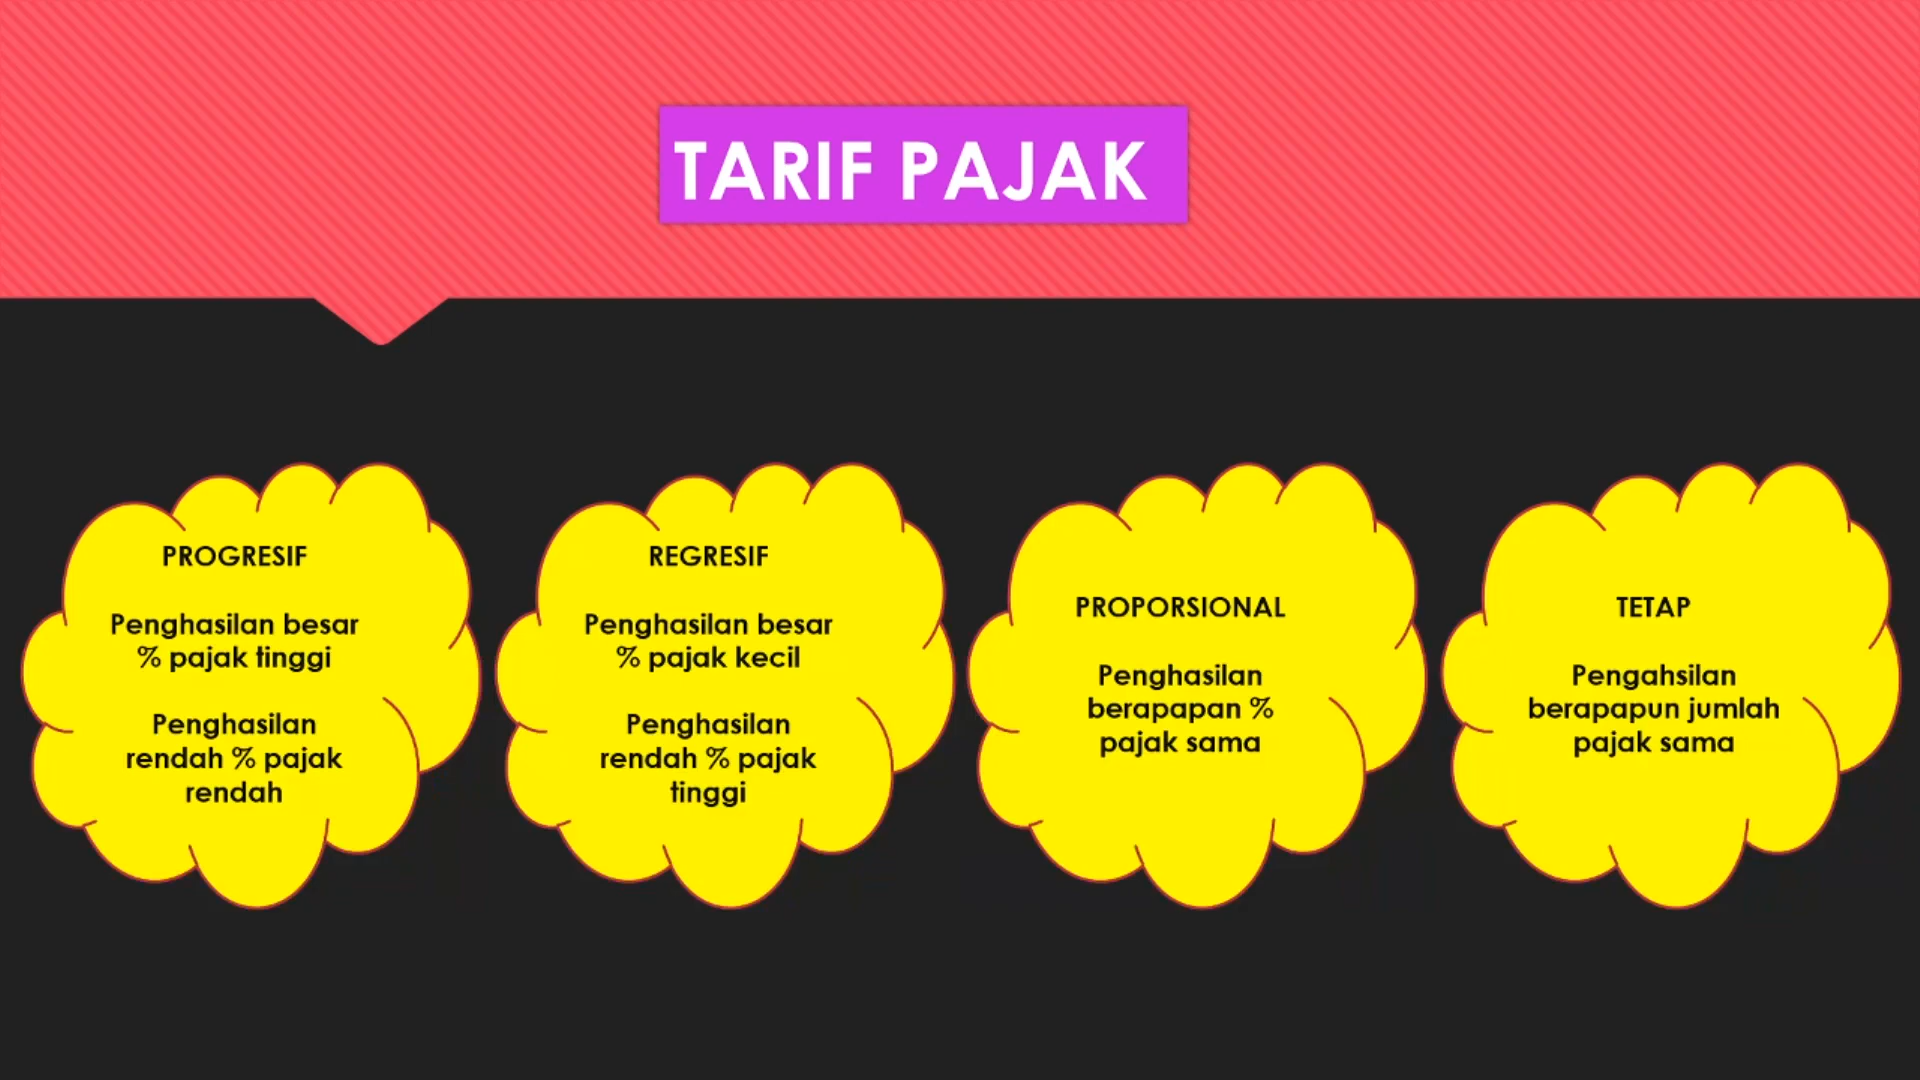 TARIF PAJAK
PROGRESIF
Penghasilan besar
% pajak tinggi
Penghasilan
rendah % pajak
rendah
REGRESIF
Penghasilan besar
% pajak kecil
Penghasilan
rendah % pajak
tinggi
PROPORSIONAL
Penghasilan
berapapan %
pajak sama
TETAP
Pengahsilan
berapapun jumlah
pajak sama